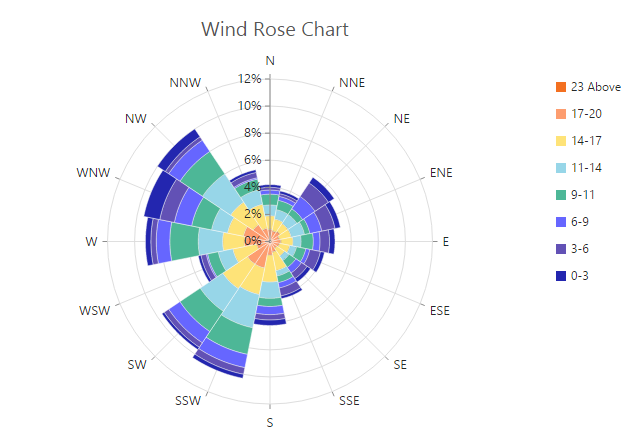 Wind Rose Chart
N
NNE
NE
ENE
E
ESE
SE
SSE
S
SSW
SW
WSW
W
WNW
NW
NNW
12%
10%
8%
6%
4%
2%
0%
23 Above
17-20
14-17
11-14
9-11
6-9
3-6
0-3